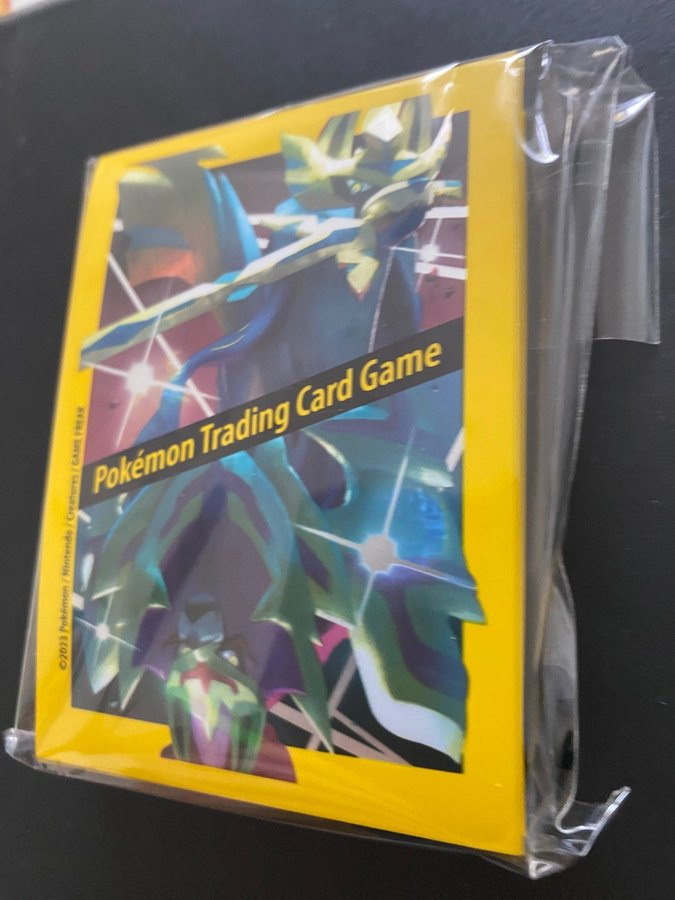 Pokémon Trading Card Game
©2023 Pokémon / Nintendo / Creatures / GAME FREAK